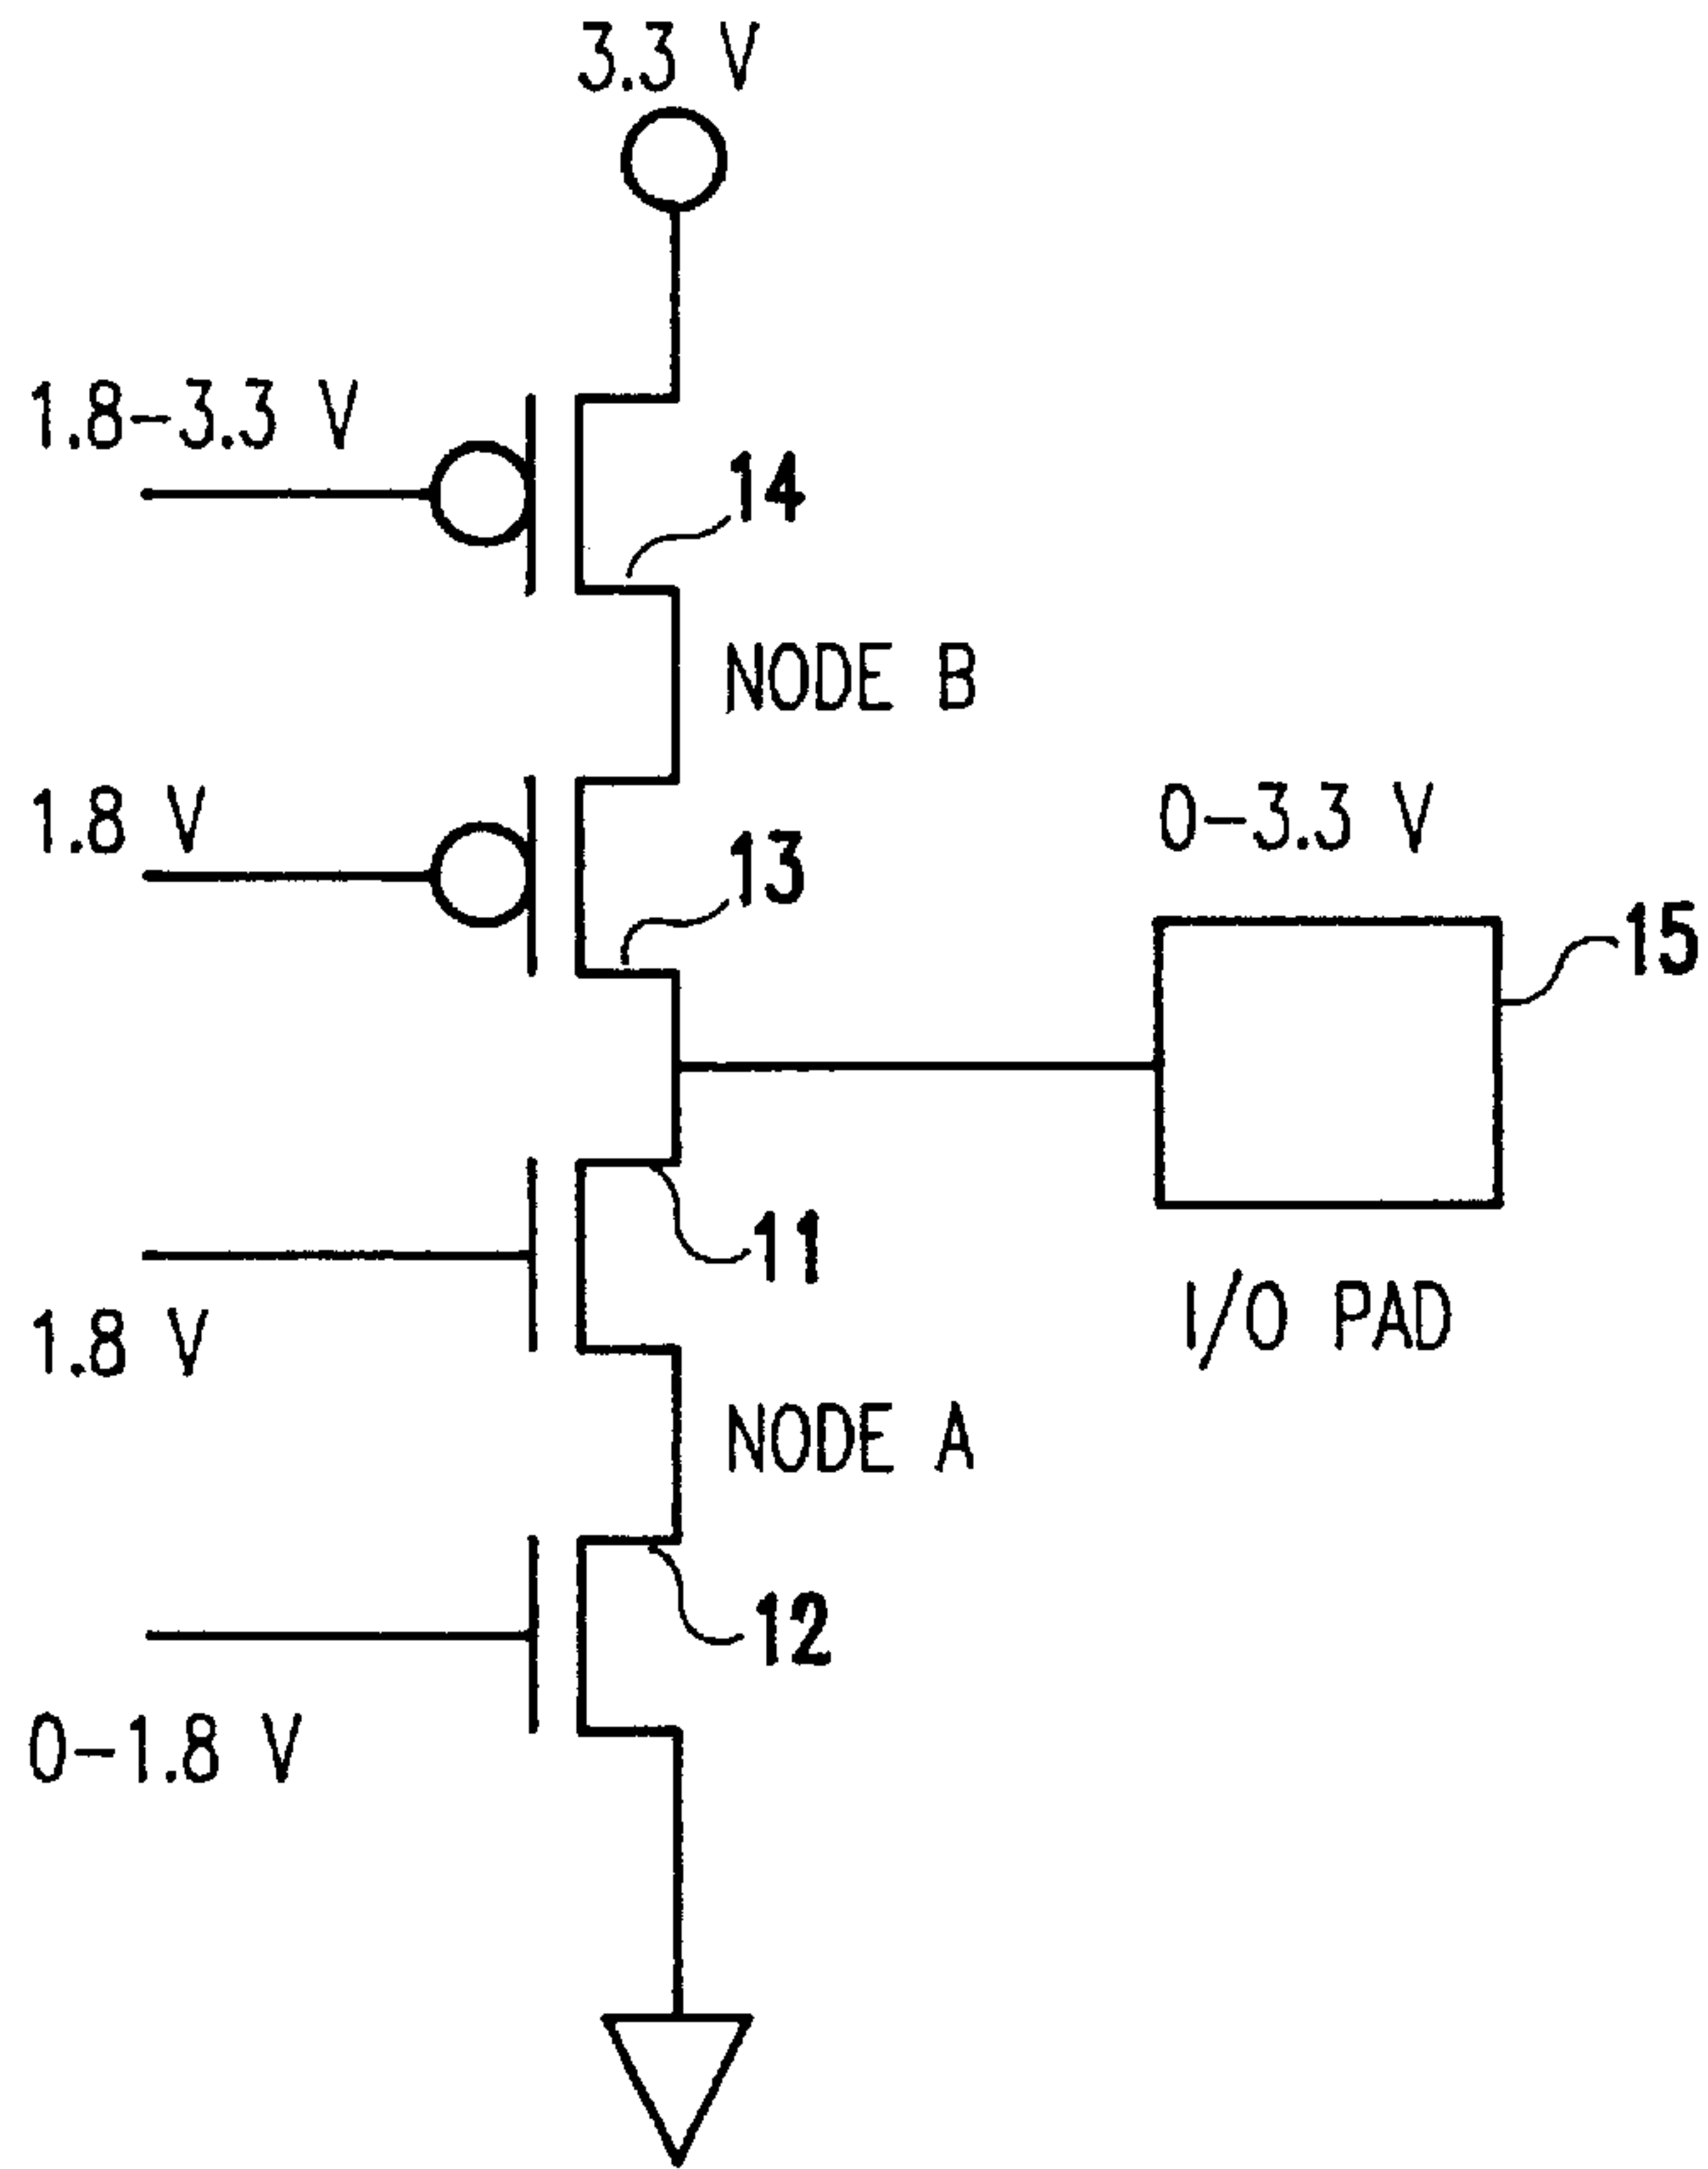 3.3 V
1.8-3.3 V
14
NODE B
1.8 V
13
0-3.3 V
15
11
1.8 V
I/O PAD
NODE A
12
0-1.8 V